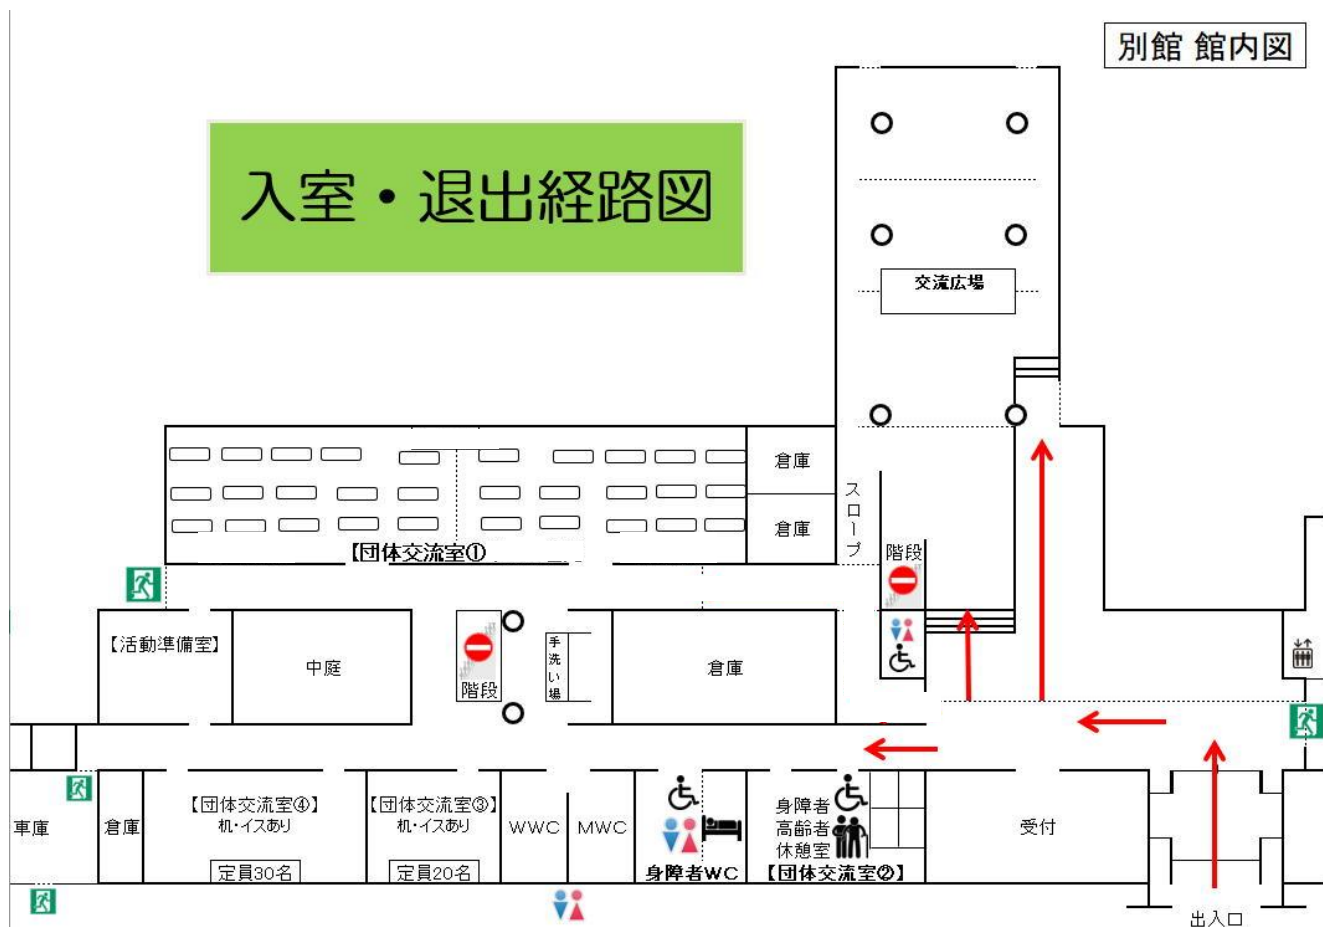 別館 館内図
入室・退出経路図
交流広場
倉庫
倉庫
スロープ
【団体交流室①
階段
【活動準備室】
中庭
階段
手洗い場
倉庫
車庫
倉庫
【団体交流室④】
机・イスあり
定員30名
【団体交流室③】
机・イスあり
定員20名
WWC
MWC
身障者WC
身障者
高齢者
休憩室
【団体交流室②】
受付
出入口